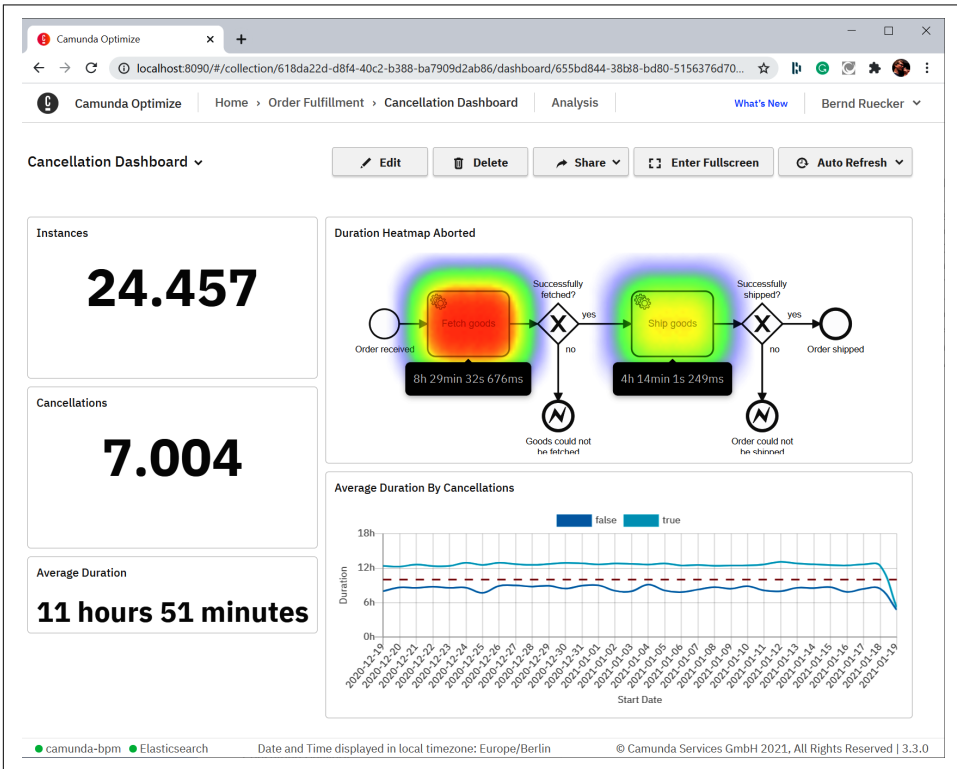 Camunda Optimize
localhost:8090/#/collection/618da22d-d8f4-40c2-b388-ba7909d2ab86/dashboard/655bd844-38b8-bd80-5156376d70...
Camunda Optimize Home › Order Fulfillment › Cancellation Dashboard Analysis What's New Bernd Ruecker
Cancellation Dashboard Edit Delete Share Enter Fullscreen Auto Refresh
Instances
24.457
Cancellations
7.004
Average Duration
11 hours 51 minutes
Duration Heatmap Aborted
Successfully
fetched?
Successfully
shipped?
Fetch goods
yes
Ship goods
yes
Order received
no
no
Order shipped
8h 29min 32s 676ms
4h 14min 1s 249ms
Goods could not
be fetched
Order could not
be shipped
Average Duration By Cancellations
false true
18h
12h
6h
0h
Duration
2020-12-19
2020-12-20
2020-12-21
2020-12-22
2020-12-23
2020-12-24
2020-12-25
2020-12-26
2020-12-27
2020-12-28
2020-12-29
2020-12-30
2020-12-31
2021-01-01
2021-01-02
2021-01-03
2021-01-04
2021-01-05
2021-01-06
2021-01-07
2021-01-08
2021-01-09
2021-01-10
2021-01-11
2021-01-12
2021-01-13
2021-01-14
2021-01-15
2021-01-16
2021-01-17
2021-01-18
2021-01-19
Start Date
camunda-bpm Elasticsearch Date and Time displayed in local timezone: Europe/Berlin © Camunda Services GmbH 2021, All Rights Reserved | 3.3.0